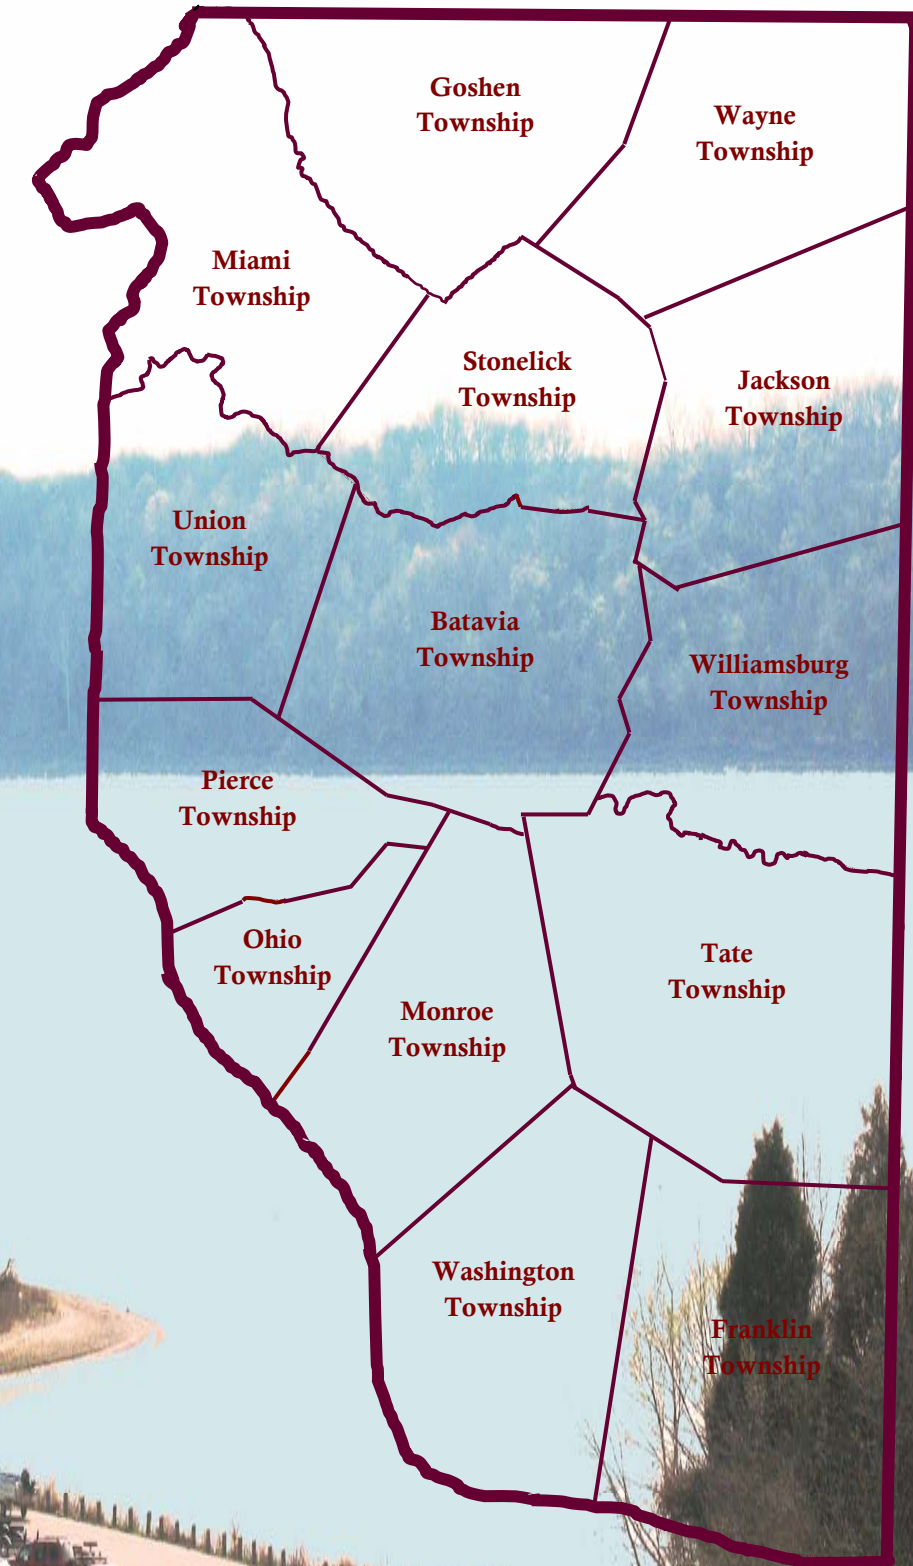 Goshen
Township
Wayne
Township
Miami
Township
Stonelick
Township
Jackson
Township
Union
Township
Batavia
Township
Williamsburg
Township
Pierce
Township
Ohio
Township
Tate
Township
Monroe
Township
Washington
Township
Franklin
Township